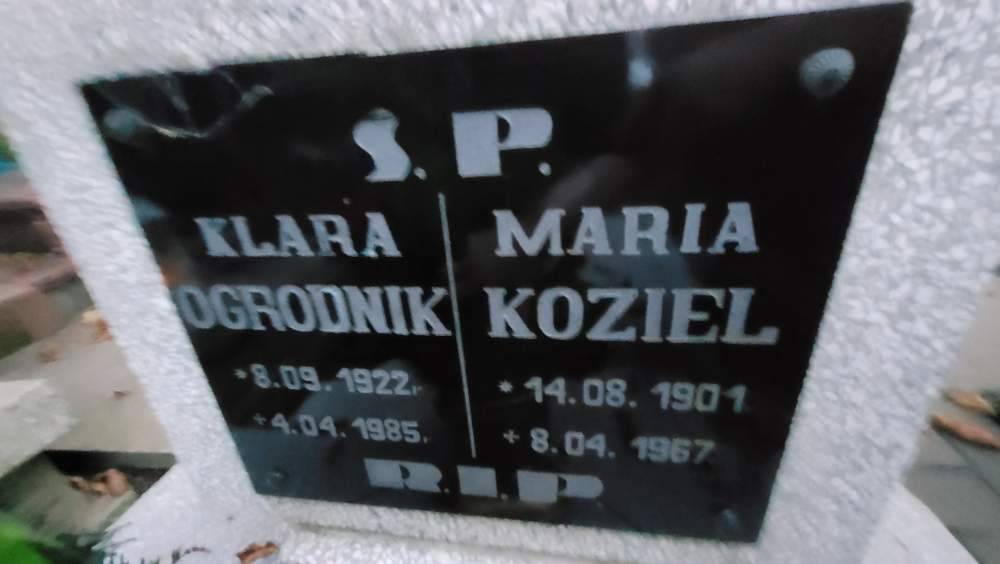 Ś. P.
KLARA
OGRODNIK
*8.09.1922.
÷4.04.1985.
MARIA
KOZIEL
* 14.08.1901
÷ 8.04.1967
R.I.P